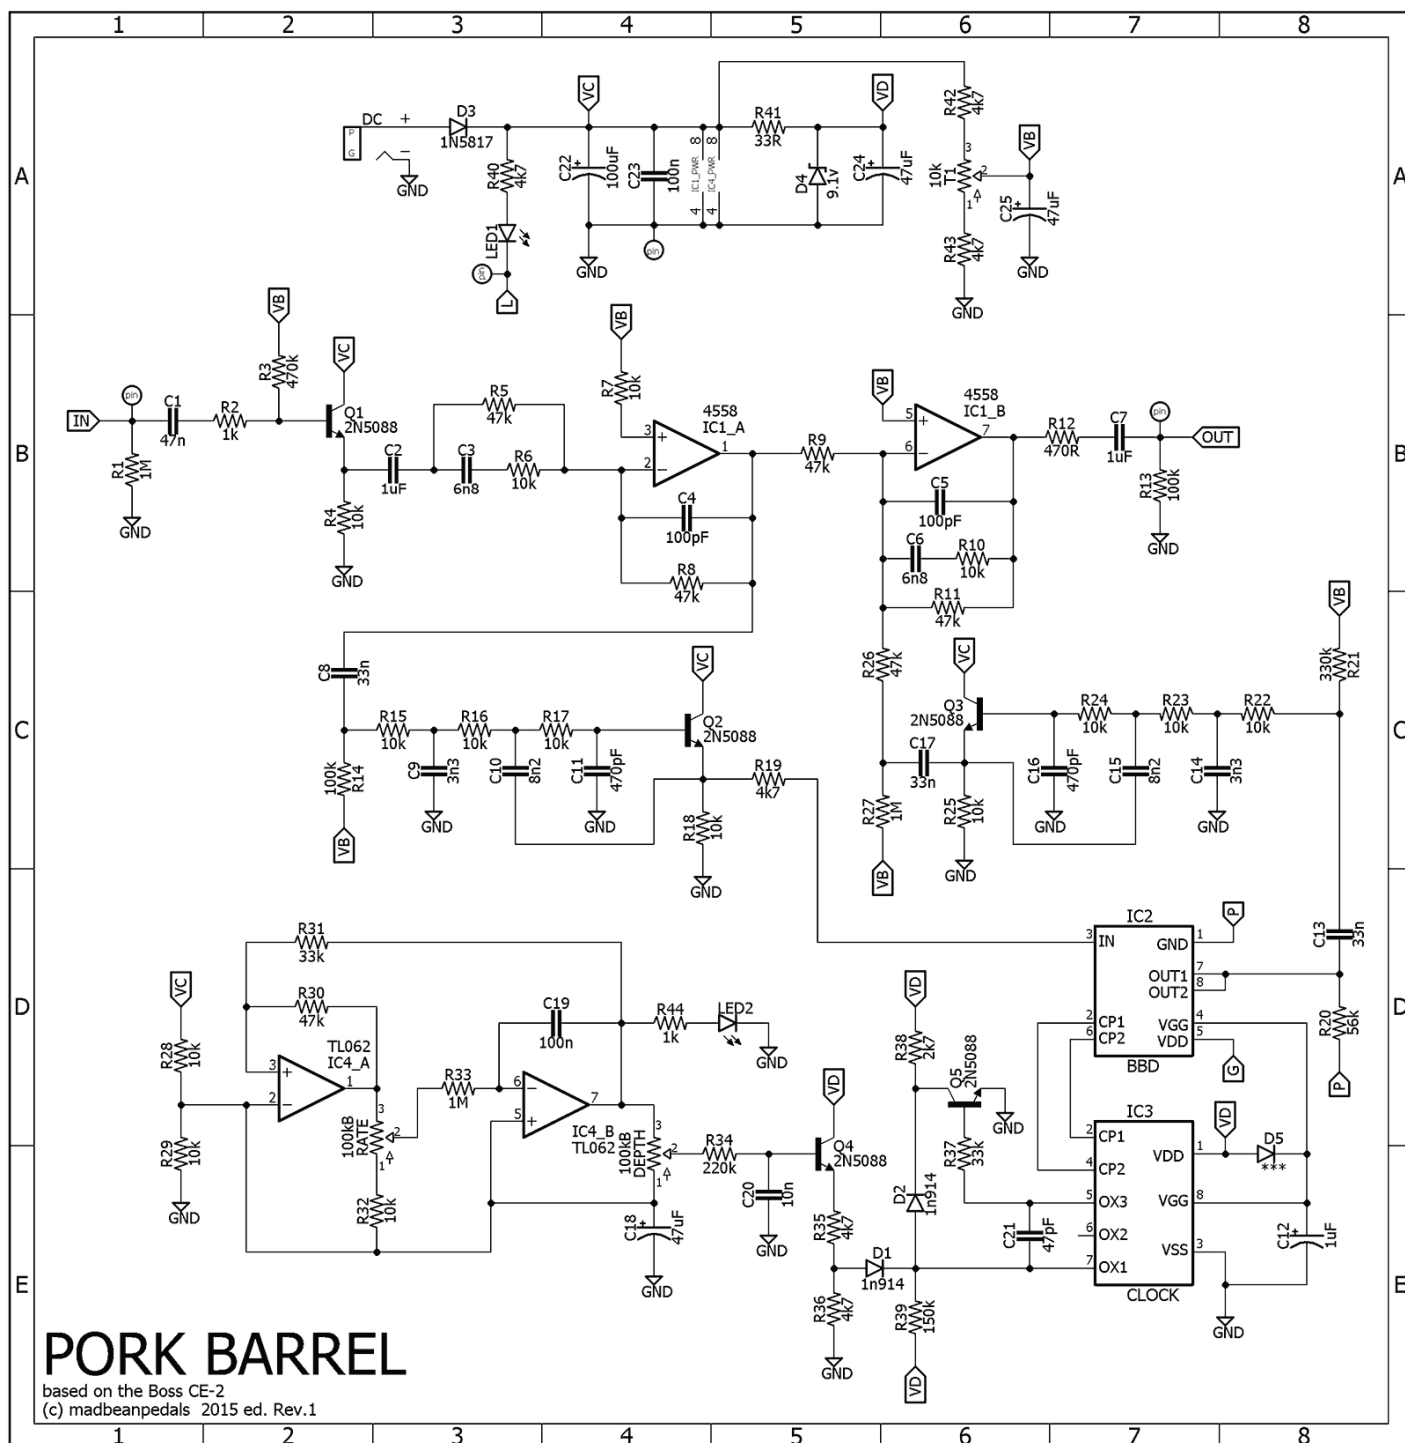 1 2 3 4 5 6 7 8
A
A
DC + −
P
G
GND
D3
1N5817
R40
4k7
LED1
pin
L
VC
C22
100uF
+
GND
C23
100n
pin
8 8
IC1_PWR
IC4_PWR
4 4
R41
33R
D4
9.1v
VD
C24
47uF
+
R42
4k7
3
10k
T1
2
1
R43
4k7
GND
VB
C25
47uF
+
GND
B
B
IN
pin
R1
1M
GND
C1
47n
R2
1k
VB
R3
470k
VC
Q1
2N5088
R4
10k
GND
C2
1uF
R5
47k
C3
6n8
R6
10k
VB
R7
10k
4558
IC1_A
3
2
1
C4
100pF
R8
47k
R9
47k
VB
5
6
7
4558
IC1_B
C5
100pF
C6
6n8
R10
10k
R11
47k
R12
470R
C7
1uF
pin
OUT
R13
100k
GND
C
C
C8
33n
100k
R14
VB
R15
10k
C9
3n3
GND
R16
10k
C10
8n2
R17
10k
C11
470pF
GND
VC
Q2
2N5088
R18
10k
GND
R19
4k7
R26
47k
R27
1M
VB
C17
33n
VC
Q3
2N5088
R25
10k
GND
C16
470pF
GND
R24
10k
C15
8n2
R23
10k
C14
3n3
GND
R22
10k
VB
330k
R21
D
D
VC
R28
10k
R29
10k
GND
R31
33k
R30
47k
TL062
IC4_A
3
2
1
3
100kB
RATE
2
1
R32
10k
R33
1M
C19
100n
6
5
7
IC4_B
TL062
R44
1k
LED2
GND
3
100kB
DEPTH
2
1
C18
47uF
+
GND
R34
220k
C20
10n
GND
VD
Q4
2N5088
R35
4k7
R36
4k7
GND
D1
1n914
VD
R38
2k7
Q5
2N5088
GND
R37
33k
D2
1n914
R39
150k
VD
C21
47pF
IC2
3 IN
GND 1
P
OUT1 7
OUT2 8
2 CP1
6 CP2
VGG 4
VDD 5
G
BBD
C13
33n
R20
56k
P
IC3
2 CP1
4 CP2
5 OX3
6 OX2
7 OX1
VDD 1
VGG 8
VSS 3
CLOCK
VD
D5
***
C12
1uF
+
GND
E
E
PORK BARREL
based on the Boss CE-2
(c) madbeanpedals 2015 ed. Rev.1
1 2 3 4 5 6 7 8